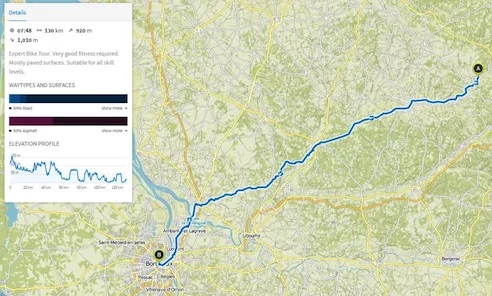 Details
07:48 130 km 920 m
1,010 m
Expert Bike Tour. Very good fitness required.
Mostly paved surfaces. Suitable for all skill
levels.
WAYTYPES AND SURFACES
Road show more
Asphalt show more
ELEVATION PROFILE
0 20 km 40 km 60 km 80 km 100 km 120 km
A
Ambarès-et-Lagrave
Saint-Médard-en-Jalles
Lormont
Libourne
B
Bordeaux
Bergerac
Pessac
Bègles
Villenave-d'Ornon